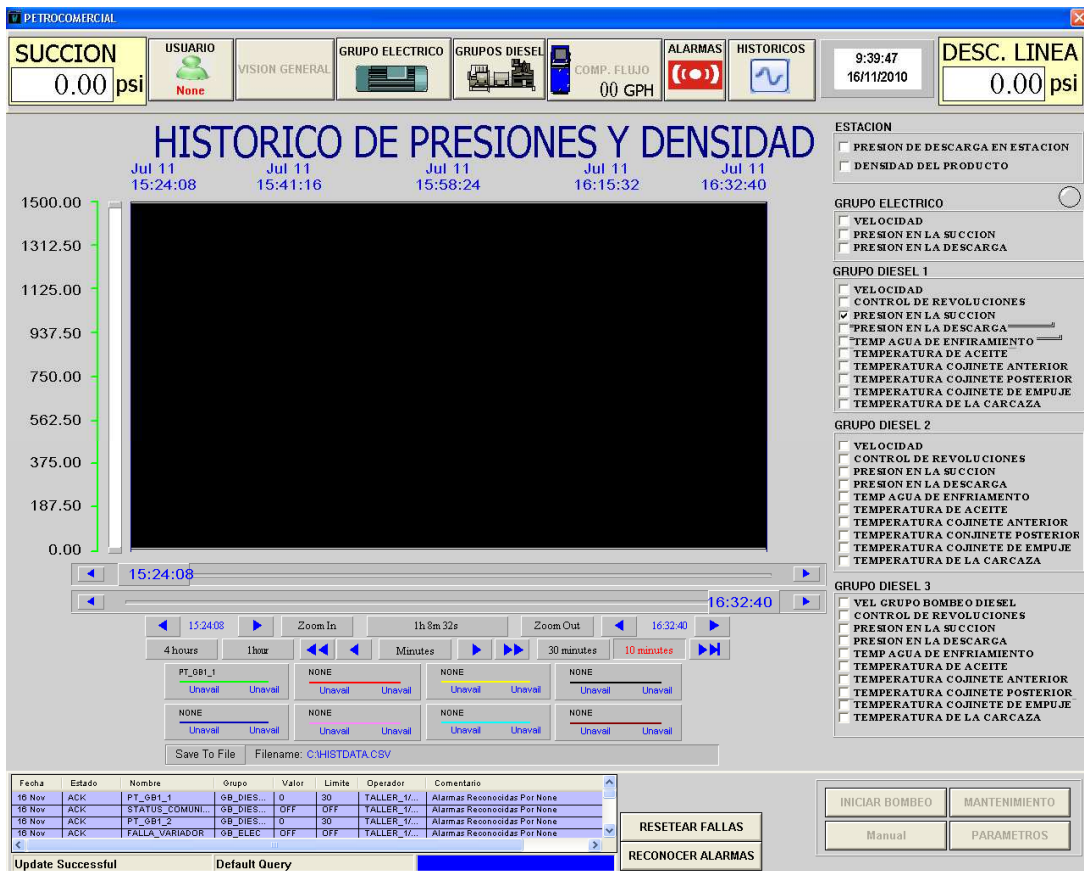 PETROCOMERCIAL
SUCCION
0.00 psi
USUARIO
None
VISION GENERAL
GRUPO ELECTRICO
GRUPOS DIESEL
COMP. FLUJO
00 GPH
ALARMAS
HISTORICOS
9:39:47
16/11/2010
DESC. LINEA
0.00 psi
HISTORICO DE PRESIONES Y DENSIDAD
Jul 11 Jul 11 Jul 11 Jul 11 Jul 11
15:24:08 15:41:16 15:58:24 16:15:32 16:32:40
1500.00
1312.50
1125.00
937.50
750.00
562.50
375.00
187.50
0.00
15:24:08
16:32:40
15:24:08 Zoom In 1h 8m 32s Zoom Out 16:32:40
4 hours 1 hour Minutes 30 minutes 10 minutes
PT_GB1_1 NONE NONE NONE
Unavail Unavail Unavail Unavail Unavail Unavail Unavail Unavail
NONE NONE NONE NONE
Unavail Unavail Unavail Unavail Unavail Unavail Unavail Unavail
Save To File Filename: C:\HISTDATA.CSV
ESTACION
PRESION DE DESCARGA EN ESTACION
DENSIDAD DEL PRODUCTO
GRUPO ELECTRICO
VELOCIDAD
PRESION EN LA SUCCION
PRESION EN LA DESCARGA
GRUPO DIESEL 1
VELOCIDAD
CONTROL DE REVOLUCIONES
PRESION EN LA SUCCION
PRESION EN LA DESCARGA
TEMP AGUA DE ENFIRAMIENTO
TEMPERATURA DE ACEITE
TEMPERATURA COJINETE ANTERIOR
TEMPERATURA COJINETE POSTERIOR
TEMPERATURA COJINETE DE EMPUJE
TEMPERATURA DE LA CARCAZA
GRUPO DIESEL 2
VELOCIDAD
CONTROL DE REVOLUCIONES
PRESION EN LA SUCCION
PRESION EN LA DESCARGA
TEMP AGUA DE ENFRIAMENTO
TEMPERATURA DE ACEITE
TEMPERATURA COJINETE ANTERIOR
TEMPERATURA CONJINETE POSTERIOR
TEMPERATURA COJINETE DE EMPUJE
TEMPERATURA DE LA CARCAZA
GRUPO DIESEL 3
VEL GRUPO BOMBEO DIESEL
CONTROL DE REVOLUCIONES
PRESION EN LA SUCCION
PRESION EN LA DESCARGA
TEMP AGUA DE ENFRIAMIENTO
TEMPERATURA DE ACEITE
TEMPERATURA COJINETE ANTERIOR
TEMPERATURA COJINETE POSTERIOR
TEMPERATURA COJINETE DE EMPUJE
TEMPERATURA DE LA CARCAZA
Fecha Estado Nombre Grupo Valor Limite Operador Comentario
16 Nov ACK PT_GB1_1 GB_DIES... 0 30 TALLER_1/... Alarmas Reconocidas Por None
16 Nov ACK STATUS_COMUNI... GB_DIES... OFF OFF TALLER_1/... Alarmas Reconocidas Por None
16 Nov ACK PT_GB1_2 GB_DIES... 0 30 TALLER_1/... Alarmas Reconocidas Por None
16 Nov ACK FALLA_VARIADOR GB_ELEC OFF OFF TALLER_1/... Alarmas Reconocidas Por None
Update Successful Default Query
RESETEAR FALLAS
RECONOCER ALARMAS
INICIAR BOMBEO MANTENIMIENTO
Manual PARAMETROS